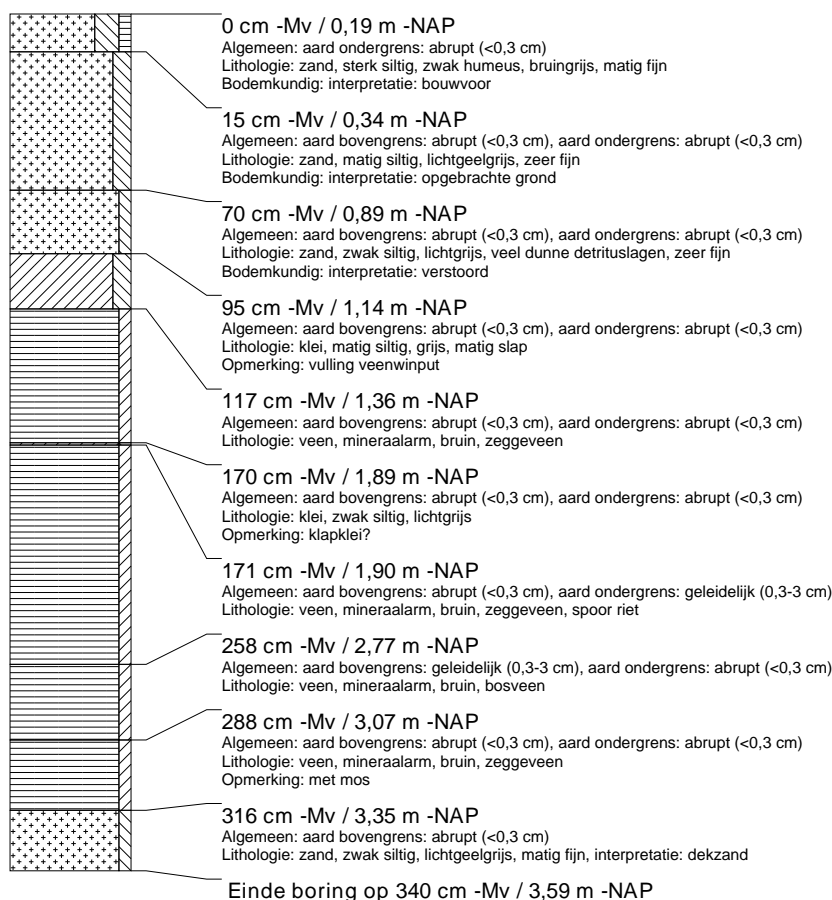 0 cm -Mv / 0,19 m -NAP
Algemeen: aard ondergrens: abrupt (<0,3 cm)
Lithologie: zand, sterk siltig, zwak humeus, bruingrijs, matig fijn
Bodemkundig: interpretatie: bouwvoor
15 cm -Mv / 0,34 m -NAP
Algemeen: aard bovengrens: abrupt (<0,3 cm), aard ondergrens: abrupt (<0,3 cm)
Lithologie: zand, matig siltig, lichtgeelgrijs, zeer fijn
Bodemkundig: interpretatie: opgebrachte grond
70 cm -Mv / 0,89 m -NAP
Algemeen: aard bovengrens: abrupt (<0,3 cm), aard ondergrens: abrupt (<0,3 cm)
Lithologie: zand, zwak siltig, lichtgrijs, veel dunne detrituslagen, zeer fijn
Bodemkundig: interpretatie: verstoord
95 cm -Mv / 1,14 m -NAP
Algemeen: aard bovengrens: abrupt (<0,3 cm), aard ondergrens: abrupt (<0,3 cm)
Lithologie: klei, matig siltig, grijs, matig slap
Opmerking: vulling veenwinput
117 cm -Mv / 1,36 m -NAP
Algemeen: aard bovengrens: abrupt (<0,3 cm), aard ondergrens: abrupt (<0,3 cm)
Lithologie: veen, mineraalarm, bruin, zeggeveen
170 cm -Mv / 1,89 m -NAP
Algemeen: aard bovengrens: abrupt (<0,3 cm), aard ondergrens: abrupt (<0,3 cm)
Lithologie: klei, zwak siltig, lichtgrijs
Opmerking: klapklei?
171 cm -Mv / 1,90 m -NAP
Algemeen: aard bovengrens: abrupt (<0,3 cm), aard ondergrens: geleidelijk (0,3-3 cm)
Lithologie: veen, mineraalarm, bruin, zeggeveen, spoor riet
258 cm -Mv / 2,77 m -NAP
Algemeen: aard bovengrens: geleidelijk (0,3-3 cm), aard ondergrens: abrupt (<0,3 cm)
Lithologie: veen, mineraalarm, bruin, bosveen
288 cm -Mv / 3,07 m -NAP
Algemeen: aard bovengrens: abrupt (<0,3 cm), aard ondergrens: abrupt (<0,3 cm)
Lithologie: veen, mineraalarm, bruin, zeggeveen
Opmerking: met mos
316 cm -Mv / 3,35 m -NAP
Algemeen: aard bovengrens: abrupt (<0,3 cm)
Lithologie: zand, zwak siltig, lichtgeelgrijs, matig fijn, interpretatie: dekzand
Einde boring op 340 cm -Mv / 3,59 m -NAP